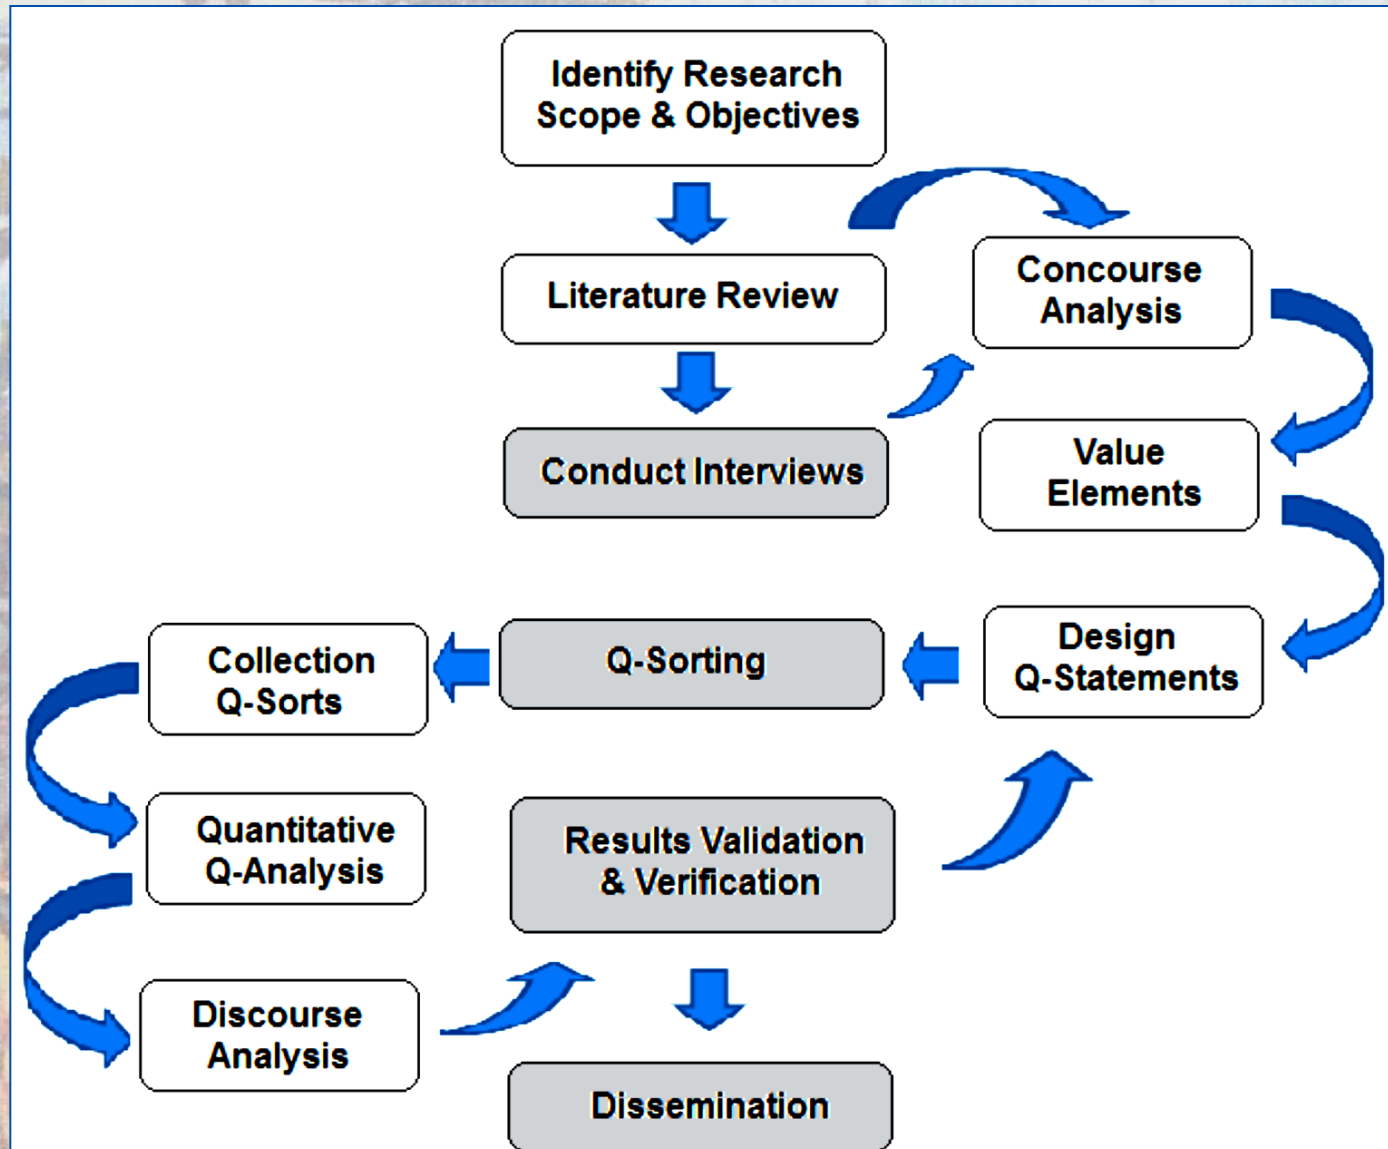 Identify Research
Scope & Objectives
Literature Review
Concourse
Analysis
Conduct Interviews
Value
Elements
Design
Q-Statements
Q-Sorting
Collection
Q-Sorts
Quantitative
Q-Analysis
Results Validation
& Verification
Discourse
Analysis
Dissemination